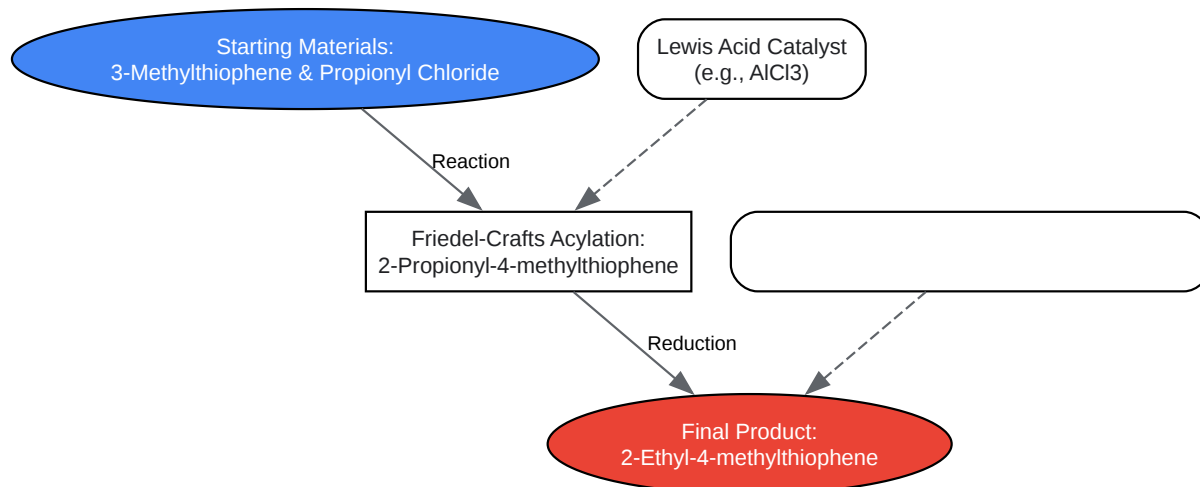 Starting Materials:
3-Methylthiophene & Propionyl Chloride
Lewis Acid Catalyst
(e.g., AlCl3)
Reaction
Friedel-Crafts Acylation:
2-Propionyl-4-methylthiophene
Reduction
Final Product:
2-Ethyl-4-methylthiophene